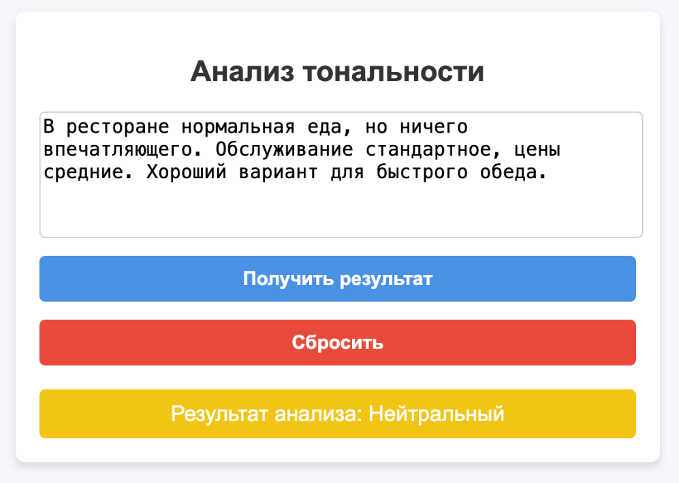 Анализ тональности
В ресторане нормальная еда, но ничего
впечатляющего. Обслуживание стандартное, цены
средние. Хороший вариант для быстрого обеда.
Получить результат
Сбросить
Результат анализа: Нейтральный